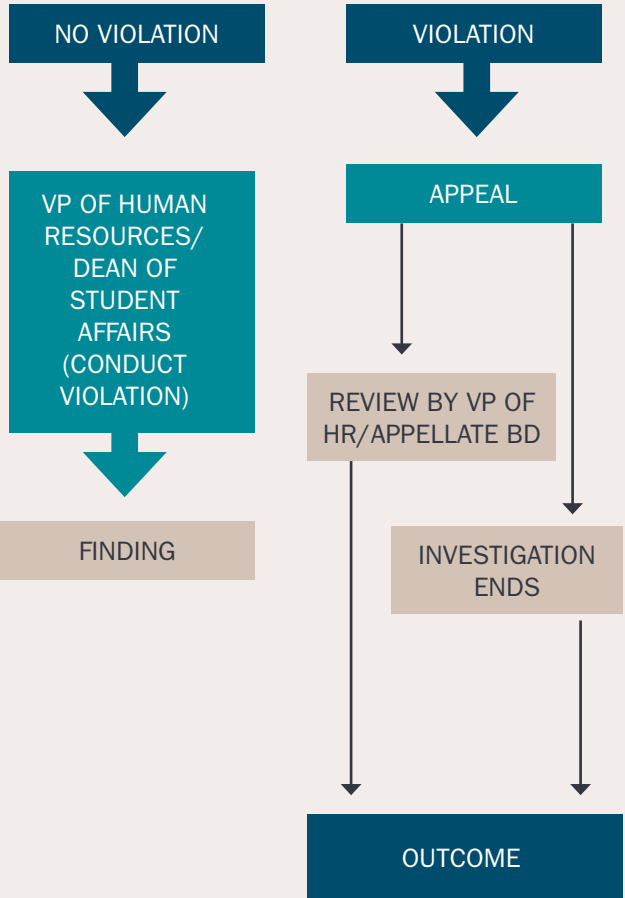 NO VIOLATION
VP OF HUMAN
RESOURCES/
DEAN OF
STUDENT
AFFAIRS
(CONDUCT
VIOLATION)
FINDING
VIOLATION
APPEAL
REVIEW BY VP OF
HR/APPELLATE BD
INVESTIGATION
ENDS
OUTCOME